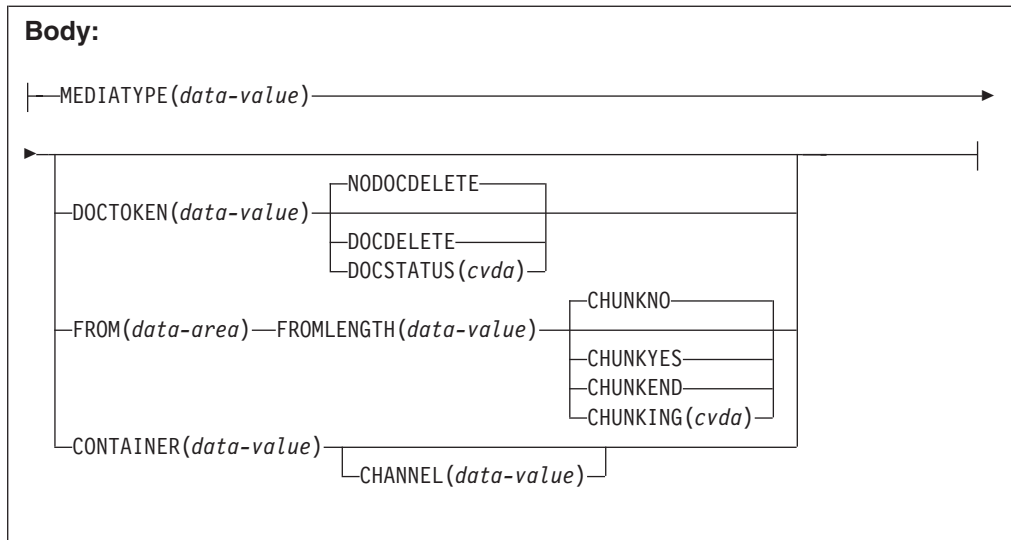 Body:
MEDIATYPE(data-value)
NODOCDELETE
DOCTOKEN(data-value)
DOCDELETE
DOCSTATUS(cvda)
CHUNKNO
FROM(data-area) FROMLENGTH(data-value)
CHUNKYES
CHUNKEND
CHUNKING(cvda)
CONTAINER(data-value)
CHANNEL(data-value)